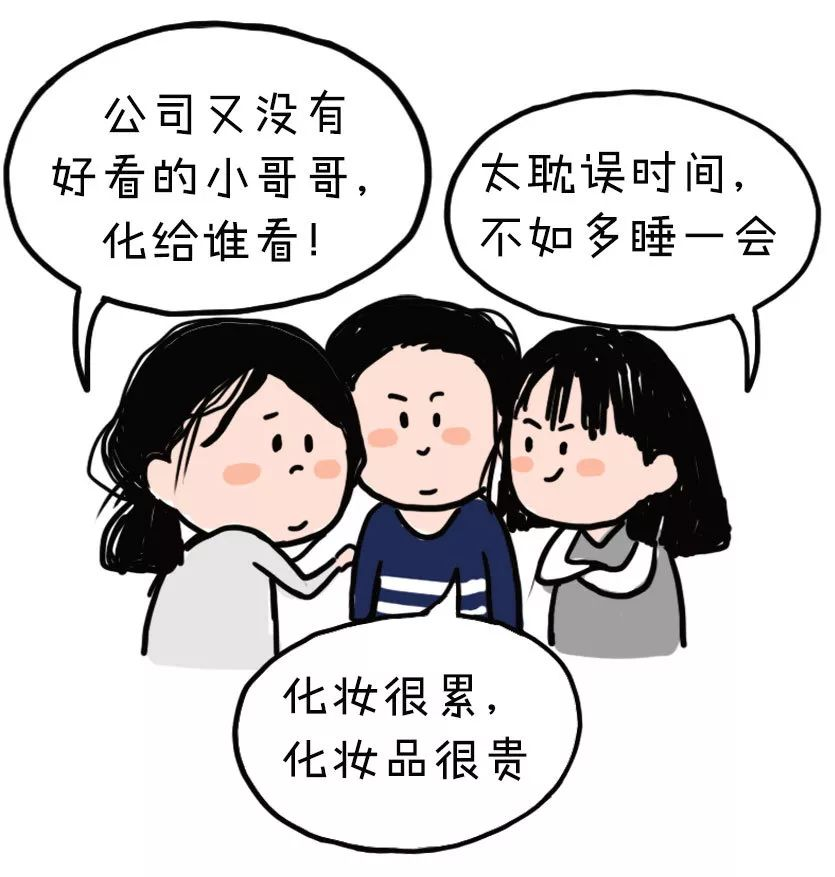 公司又没有
好看的小哥哥，
化给谁看！
太耽误时间，
不如多睡一会
化妆很累，
化妆品很贵